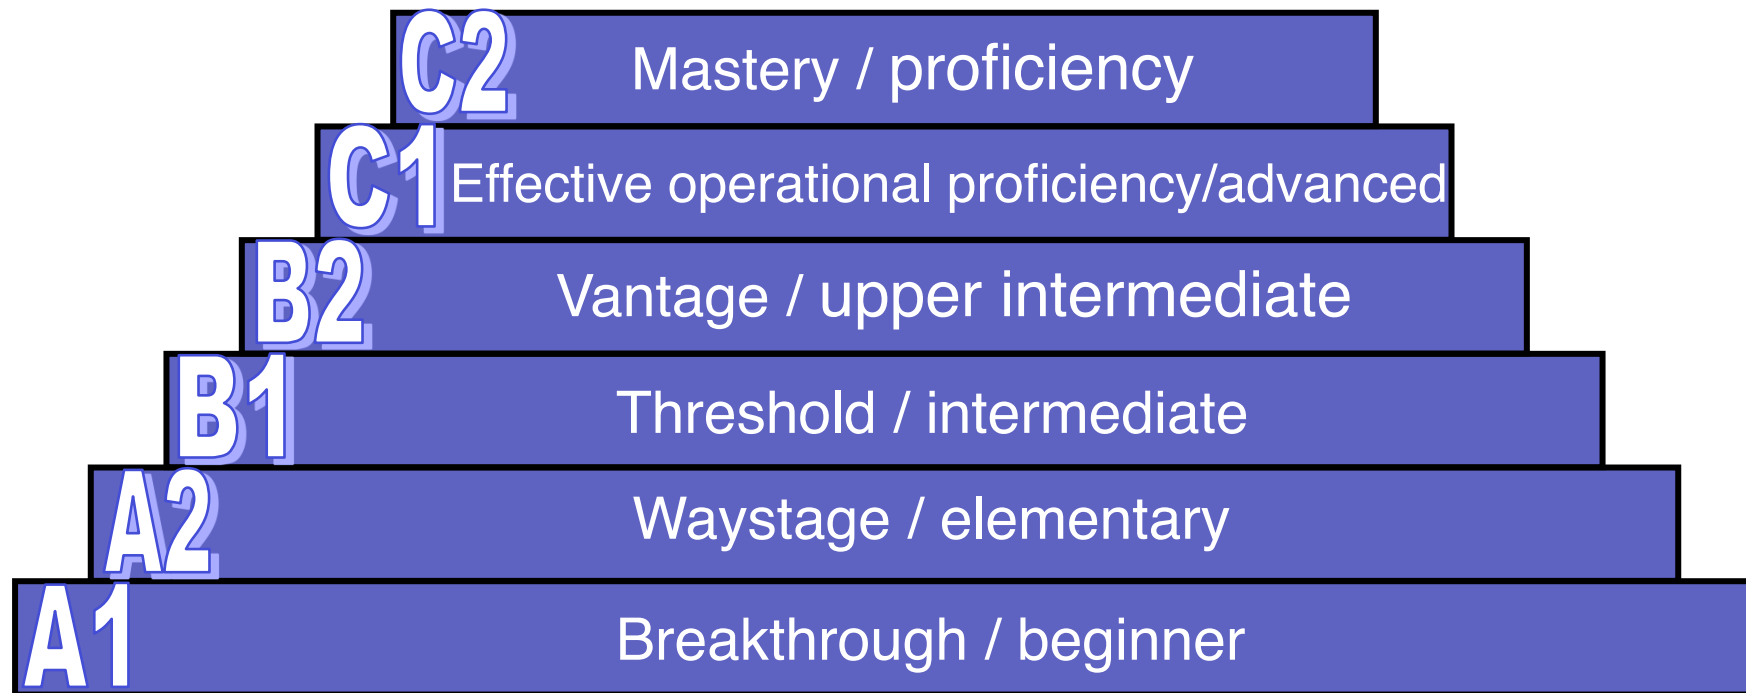 C2 Mastery / proficiency
C1 Effective operational proficiency/advanced
B2 Vantage / upper intermediate
B1 Threshold / intermediate
A2 Waystage / elementary
A1 Breakthrough / beginner